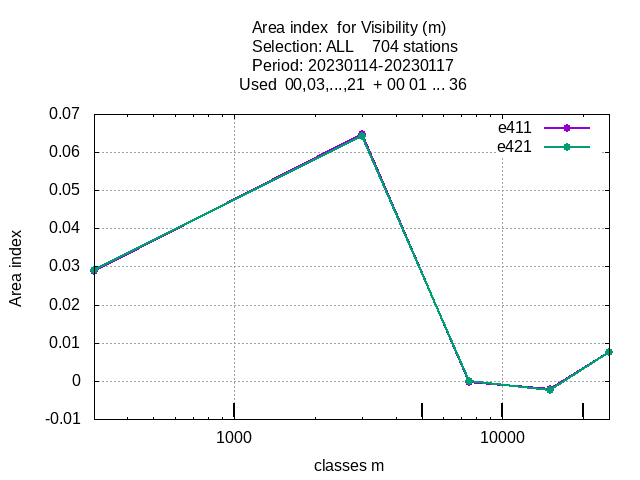 Area index  for Visibility (m)
Selection: ALL    704 stations
Period: 20230114-20230117
Used  00,03,...,21  + 00 01 ... 36
0.07
0.06
0.05
0.04
0.03
0.02
0.01
0
-0.01
Area index
e411
e421
1000
10000
classes m